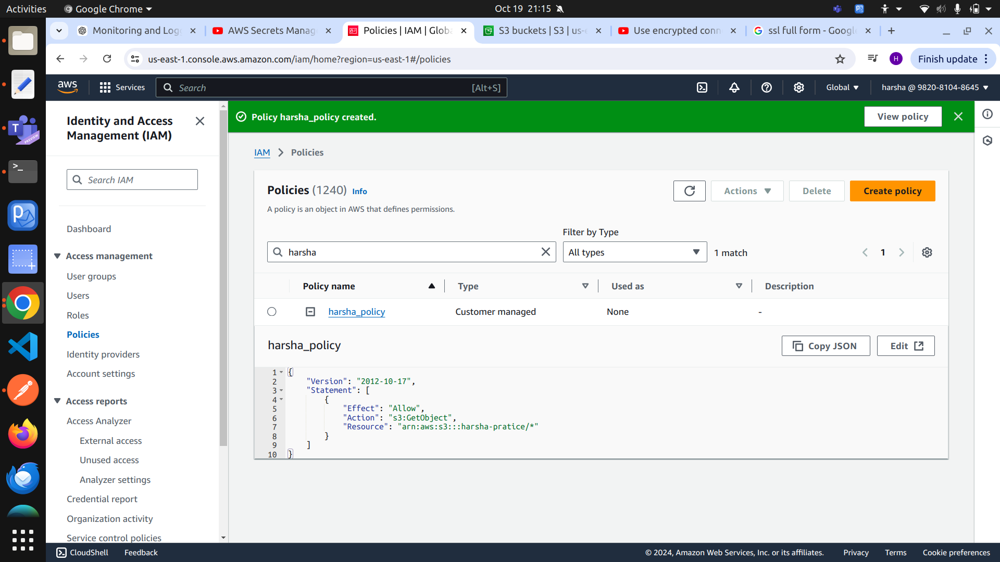 Activities
Google Chrome
Oct 19 21:15
Monitoring and Logg
AWS Secrets Manag
Policies | IAM | Globa
S3 buckets | S3 | us-e
Use encrypted conn
ssl full form - Google
us-east-1.console.aws.amazon.com/iam/home?region=us-east-1#/policies
H
Finish update
aws
Services
Search
[Alt+S]
Global
harsha @ 9820-8104-8645
Identity and Access
Management (IAM)
Search IAM
Dashboard
Access management
User groups
Users
Roles
Policies
Identity providers
Account settings
Access reports
Access Analyzer
External access
Unused access
Analyzer settings
Credential report
Organization activity
Service control policies
Policy harsha_policy created.
View policy
IAM
Policies
Policies (1240) Info
Actions
Delete
Create policy
A policy is an object in AWS that defines permissions.
Filter by Type
harsha
All types
1 match
1
Policy name
Type
Used as
Description
harsha_policy
Customer managed
None
-
harsha_policy
Copy JSON
Edit
1 {
2 "Version": "2012-10-17",
3 "Statement": [
4 {
5 "Effect": "Allow",
6 "Action": "s3:GetObject",
7 "Resource": "arn:aws:s3:::harsha-pratice/*"
8 }
9 ]
10 }
CloudShell
Feedback
© 2024, Amazon Web Services, Inc. or its affiliates.
Privacy
Terms
Cookie preferences
T
PREVIEW
>_
P